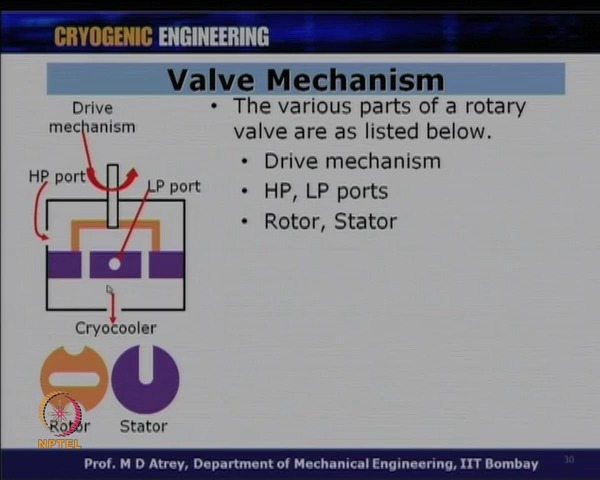 CRYOGENIC ENGINEERING
Valve Mechanism
Drive
mechanism
HP port
LP port
Cryocooler
Rotor
Stator
• The various parts of a rotary
valve are as listed below.
• Drive mechanism
• HP, LP ports
• Rotor, Stator
NPTEL
Prof. M D Atrey, Department of Mechanical Engineering, IIT Bombay
30